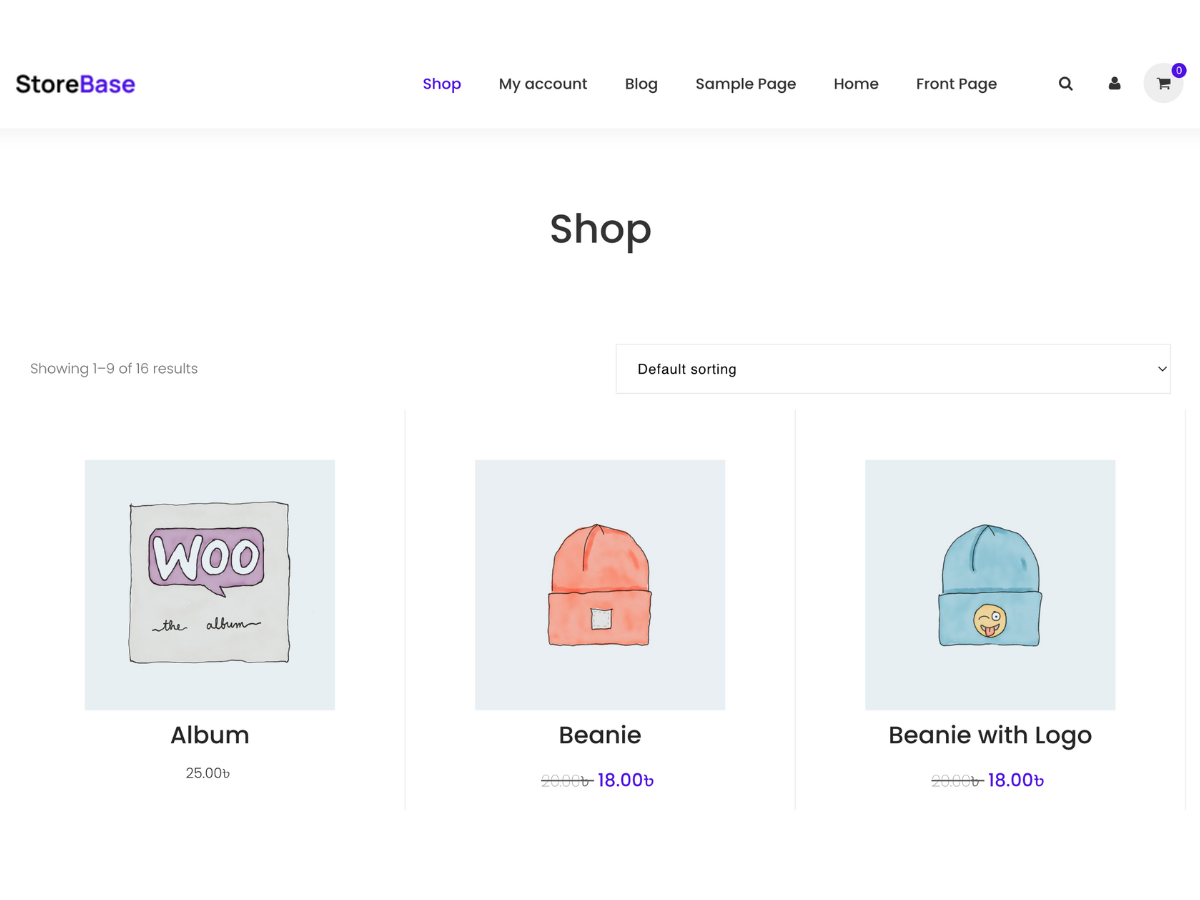 StoreBase
Shop My account Blog Sample Page Home Front Page
0
Shop
Showing 1–9 of 16 results
Default sorting
WOO
the album
Album
Beanie
Beanie with Logo
25.00৳
20.00৳ 18.00৳
20.00৳ 18.00৳